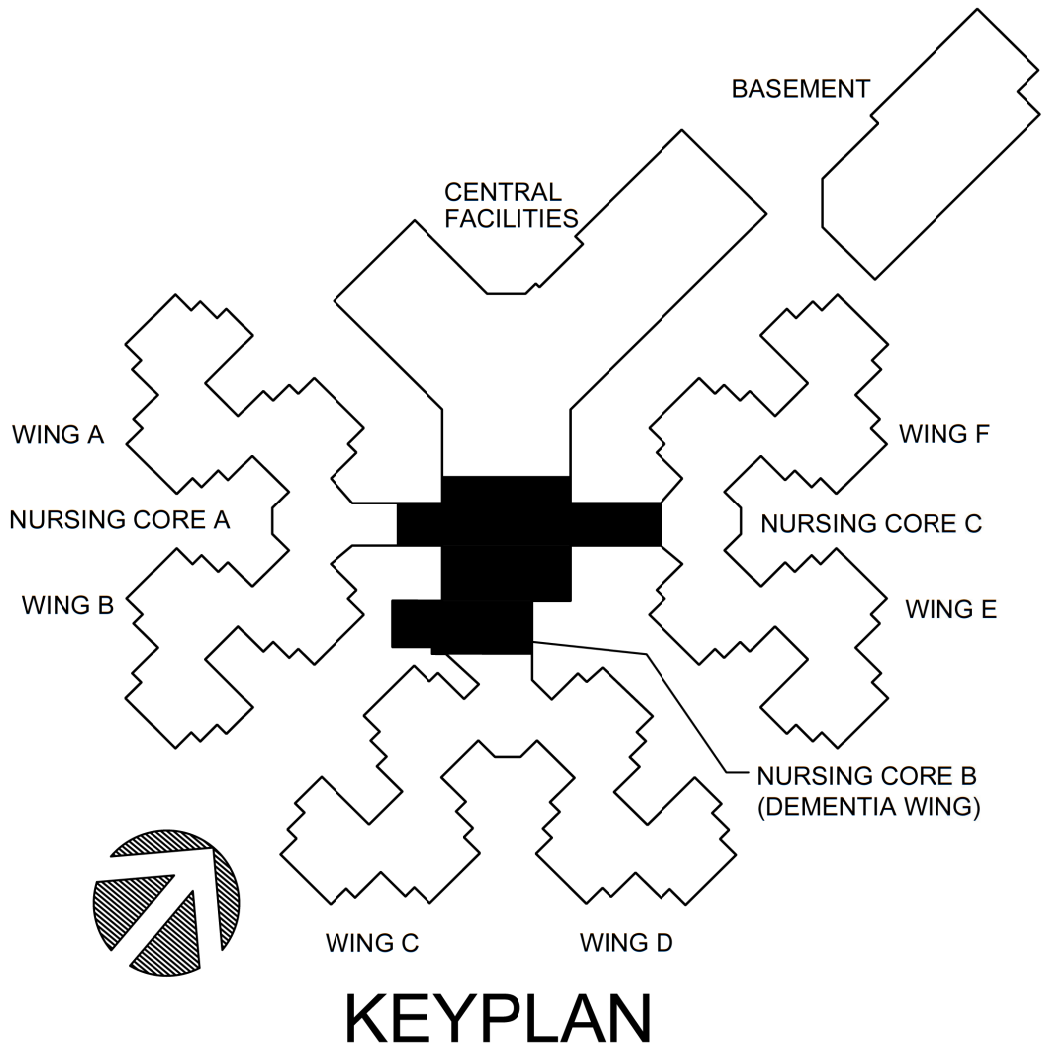 BASEMENT
CENTRAL
FACILITIES
WING A
WING F
NURSING CORE A
NURSING CORE C
WING B
WING E
NURSING CORE B
(DEMENTIA WING)
WING C
WING D
KEYPLAN